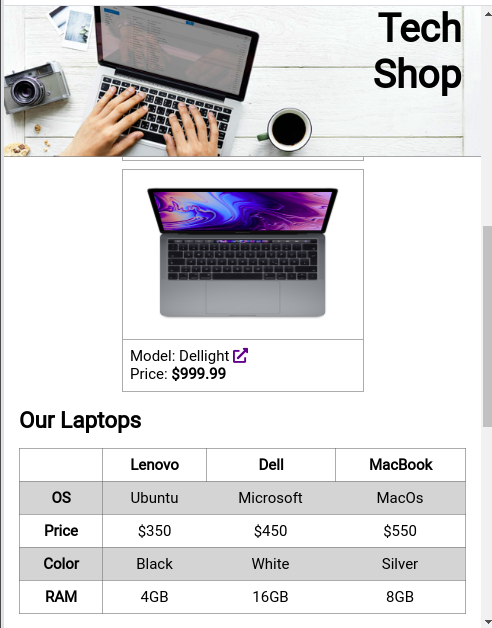 Tech
Shop
Model: Dellight
Price: $999.99
Our Laptops
Lenovo Dell MacBook
OS Ubuntu Microsoft MacOs
Price $350 $450 $550
Color Black White Silver
RAM 4GB 16GB 8GB